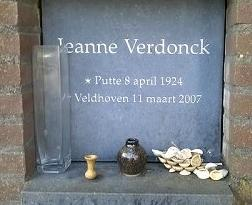 Jeanne Verdonck
* Putte 8 april 1924
Veldhoven 11 maart 2007